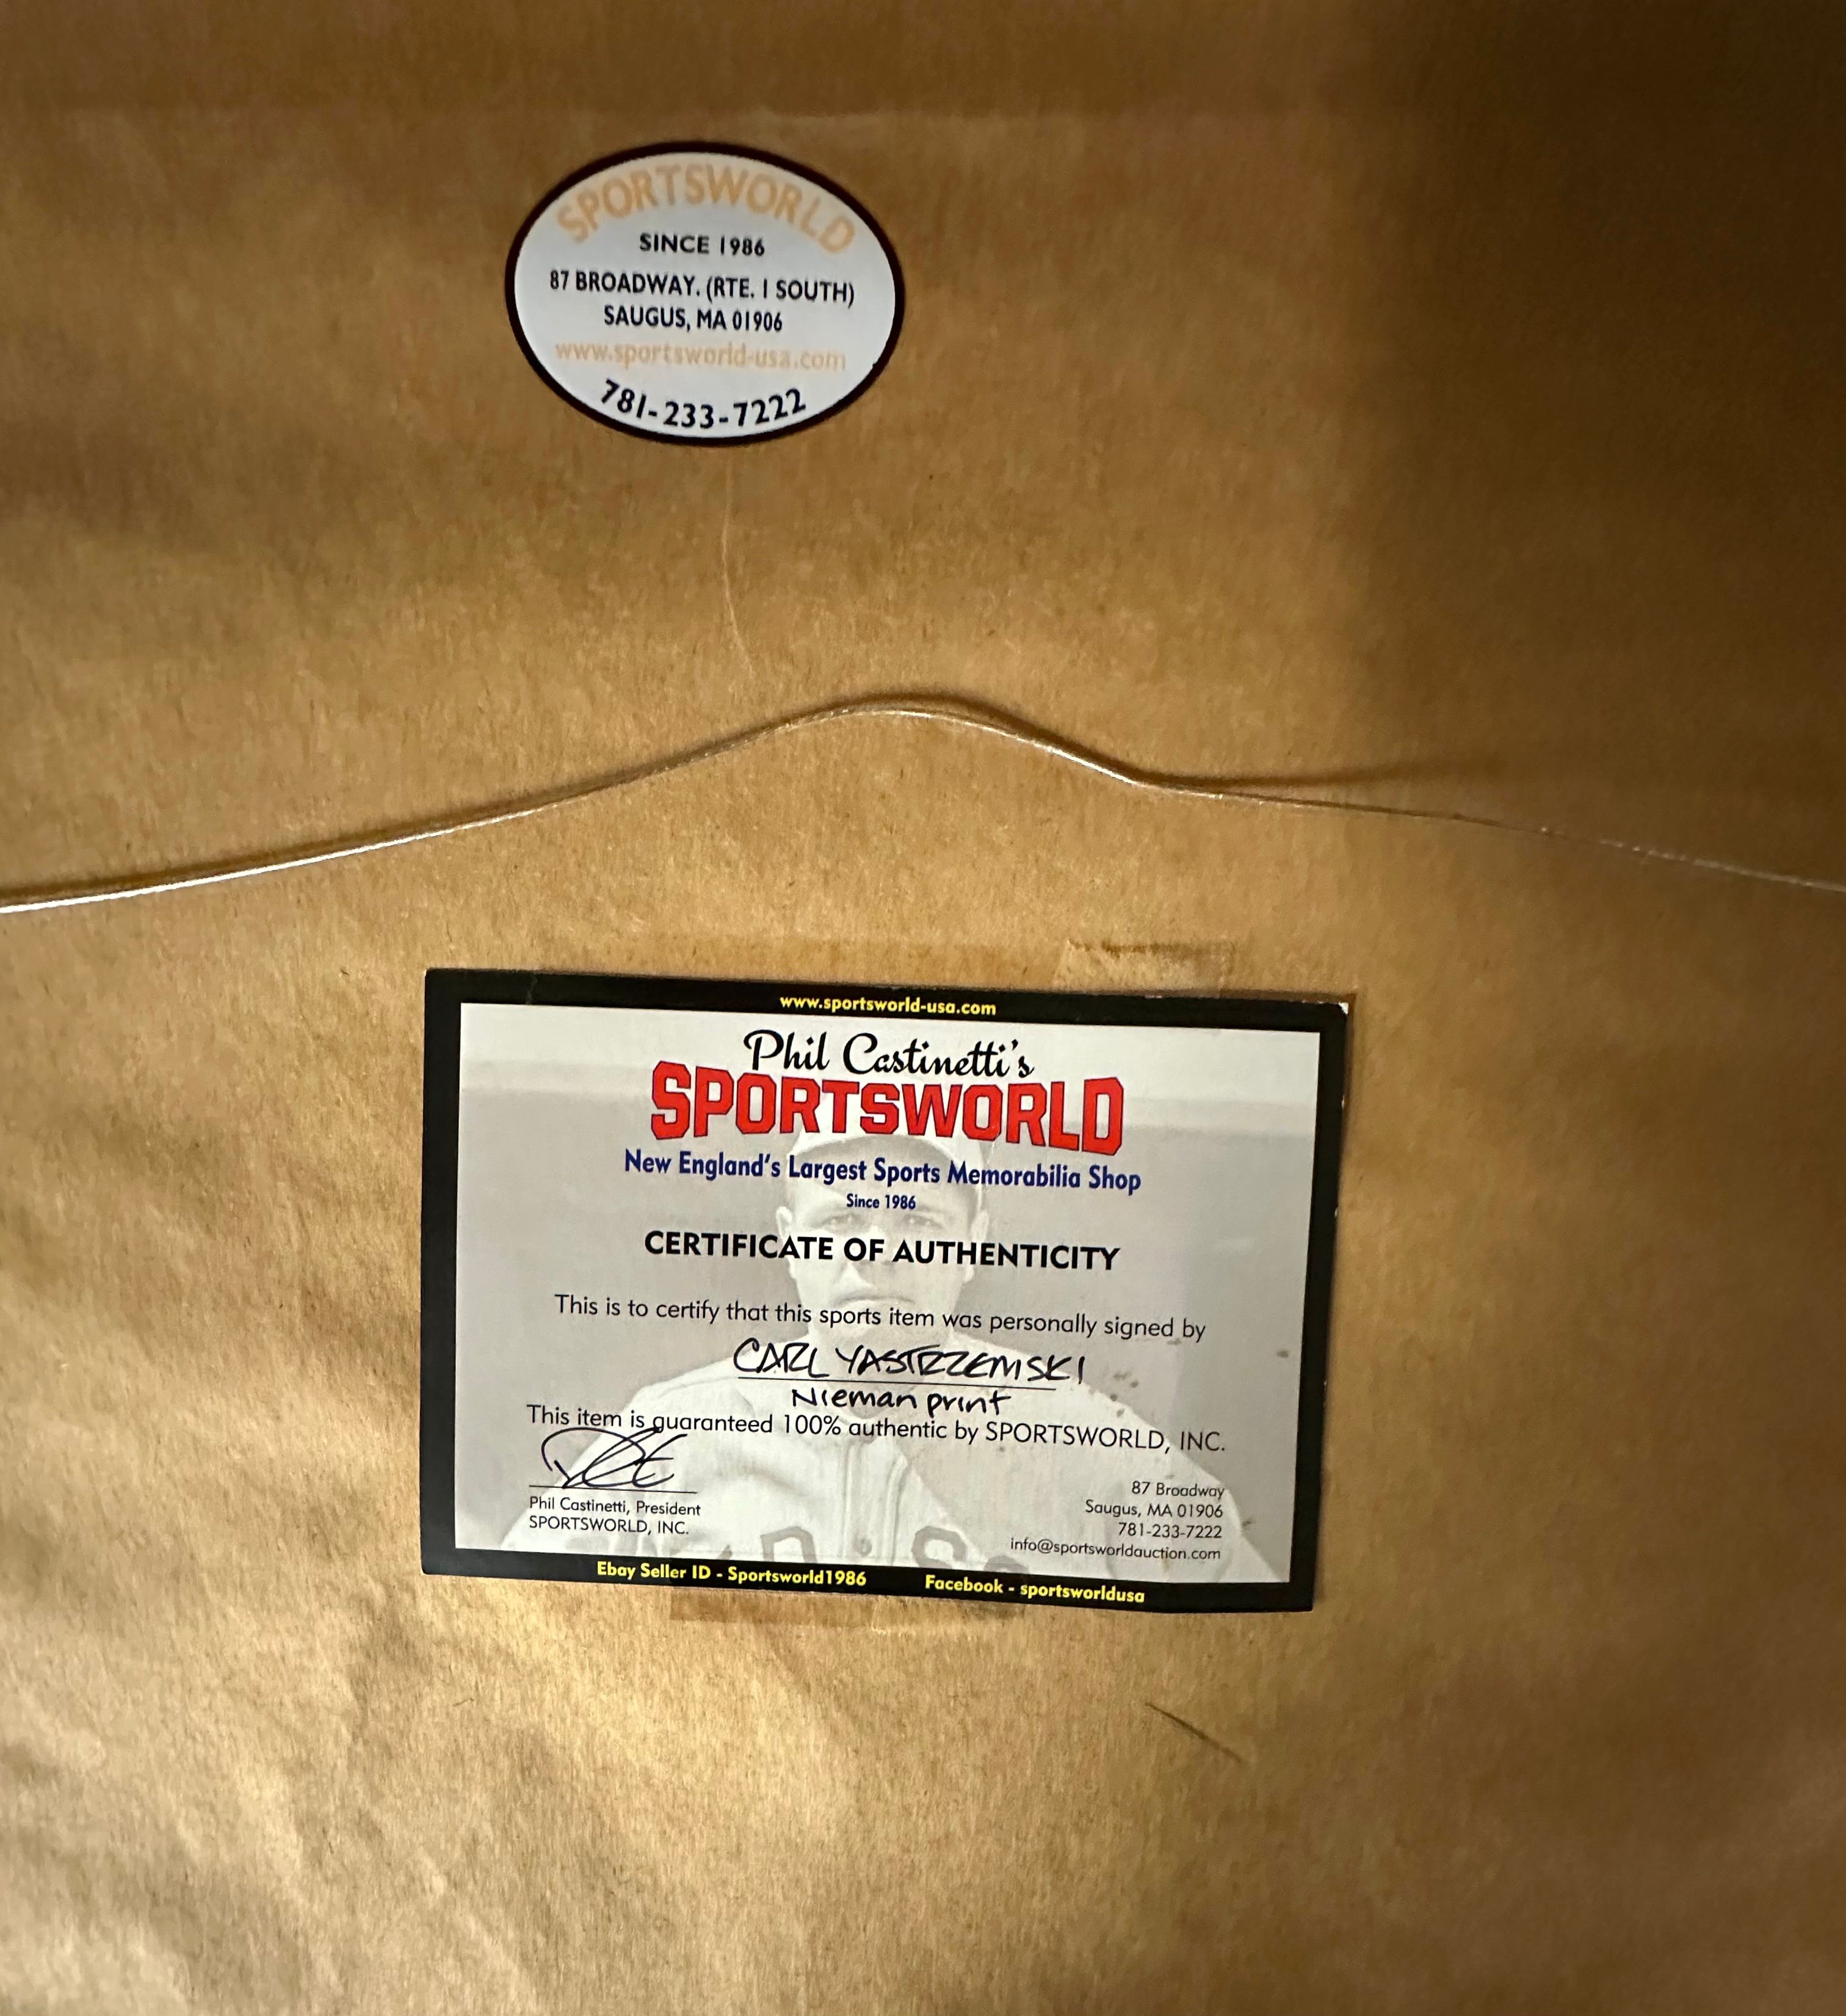 SPORTSWORLD
SINCE 1986
87 BROADWAY. (RTE. 1 SOUTH)
SAUGUS, MA 01906
www.sportsworld-usa.com
781-233-7222
www.sportsworld-usa.com
Phil Castinetti's
SPORTSWORLD
New England's Largest Sports Memorabilia Shop
Since 1986
CERTIFICATE OF AUTHENTICITY
This is to certify that this sports item was personally signed by
CARL YASTRZEMSKI
Nieman print
This item is guaranteed 100% authentic by SPORTSWORLD, INC.
Phil Castinetti, President
SPORTSWORLD, INC.
87 Broadway
Saugus, MA 01906
781-233-7222
info@sportsworldauction.com
Ebay Seller ID - Sportsworld1986 Facebook - sportsworldusa